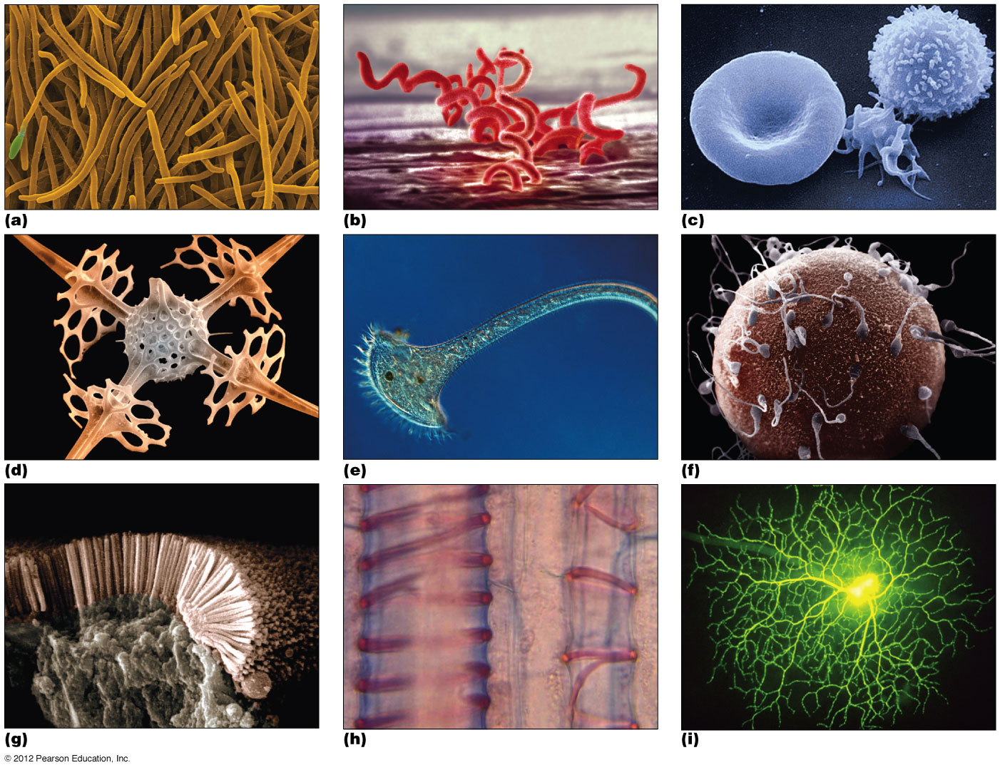 (a)
(b)
(c)
(d)
(e)
(f)
(g)
(h)
(i)
© 2012 Pearson Education, Inc.